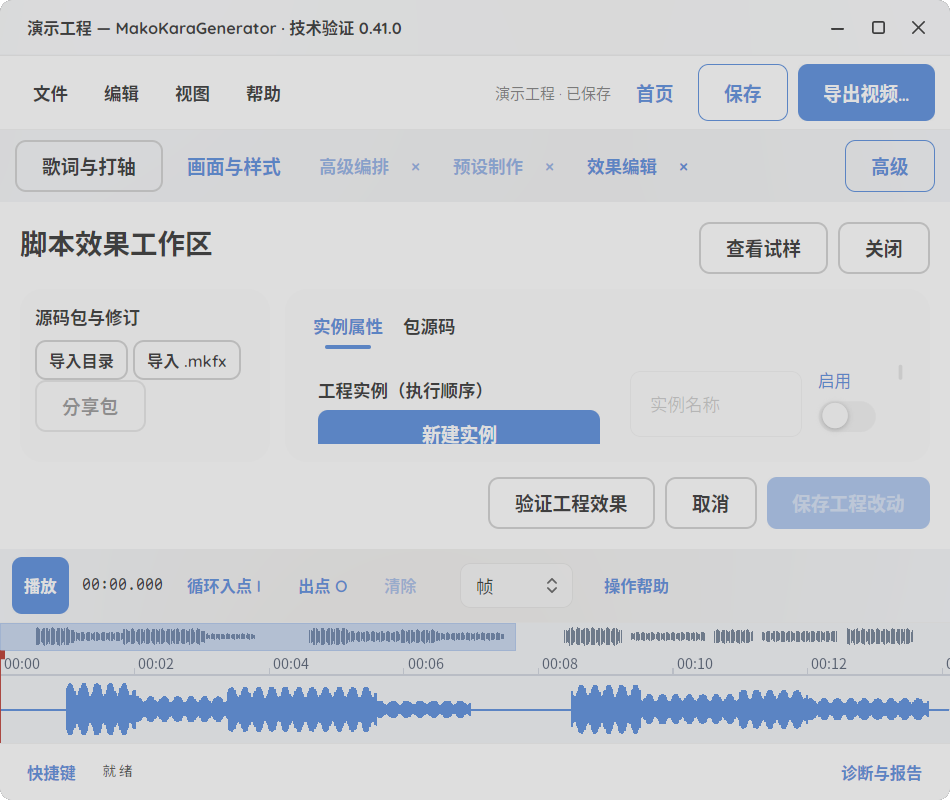 演示工程 — MakoKaraGenerator · 技术验证 0.41.0
文件 编辑 视图 帮助 演示工程 · 已保存 首页 保存 导出视频…
歌词与打轴 画面与样式 高级编排 × 预设制作 × 效果编辑 × 高级
脚本效果工作区 查看试样 关闭
源码包与修订
导入目录 导入 .mkfx
分享包
实例属性 包源码
工程实例（执行顺序）
新建实例
实例名称
启用
验证工程效果 取消 保存工程改动
播放 00:00.000 循环入点 I 出点 O 清除 帧 操作帮助
00:00 00:02 00:04 00:06 00:08 00:10 00:12
快捷键 就绪 诊断与报告